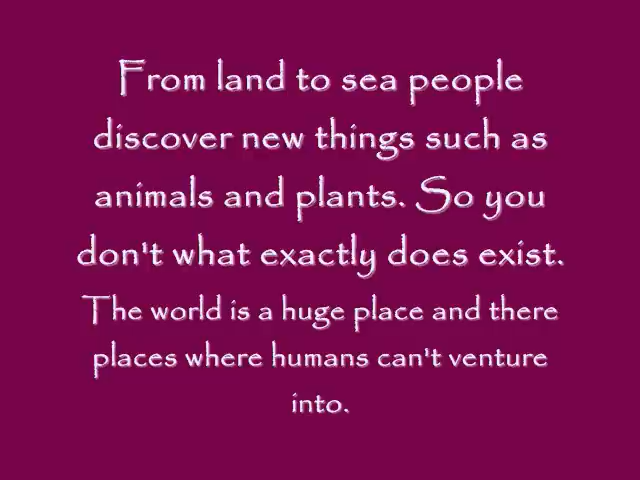 From land to sea people
discover new things such as
animals and plants. So you
don't what exactly does exist.
The world is a huge place and there
places where humans can't venture
into.